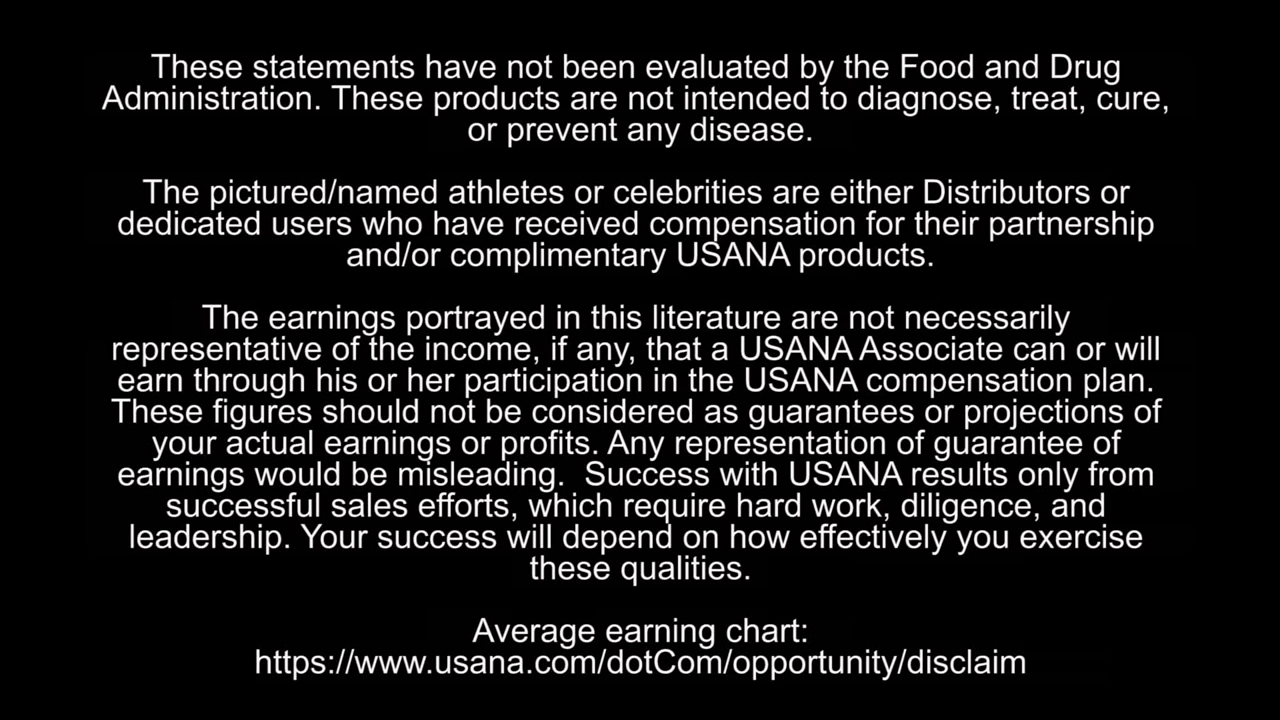 These statements have not been evaluated by the Food and Drug
Administration. These products are not intended to diagnose, treat, cure,
or prevent any disease.
The pictured/named athletes or celebrities are either Distributors or
dedicated users who have received compensation for their partnership
and/or complimentary USANA products.
The earnings portrayed in this literature are not necessarily
representative of the income, if any, that a USANA Associate can or will
earn through his or her participation in the USANA compensation plan.
These figures should not be considered as guarantees or projections of
your actual earnings or profits. Any representation of guarantee of
earnings would be misleading.  Success with USANA results only from
successful sales efforts, which require hard work, diligence, and
leadership. Your success will depend on how effectively you exercise
these qualities.
Average earning chart:
https://www.usana.com/dotCom/opportunity/disclaim